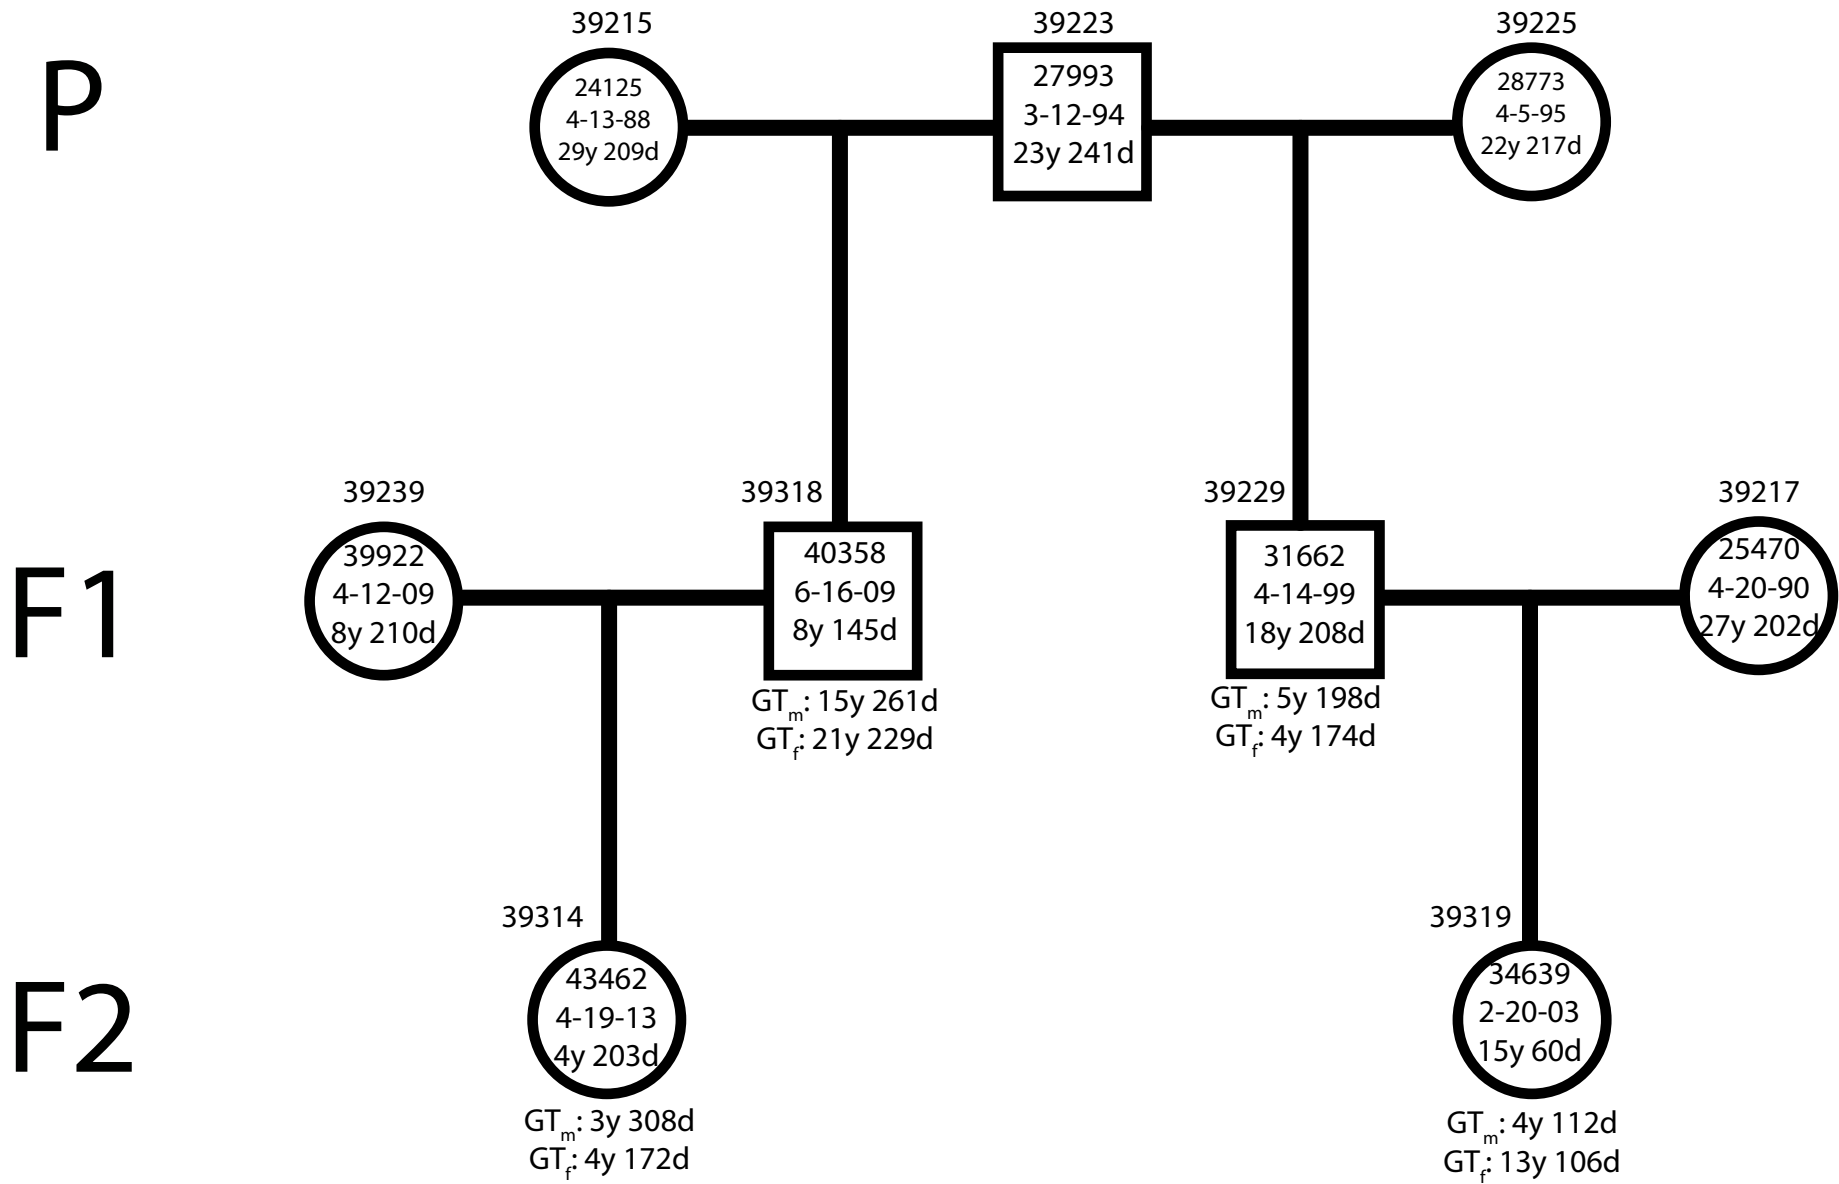 P
39215
24125
4-13-88
29y 209d
39223
27993
3-12-94
23y 241d
39225
28773
4-5-95
22y 217d
F1
39239
39922
4-12-09
8y 210d
39318
40358
6-16-09
8y 145d
GTm: 15y 261d
GTf: 21y 229d
39229
31662
4-14-99
18y 208d
GTm: 5y 198d
GTf: 4y 174d
39217
25470
4-20-90
27y 202d
F2
39314
43462
4-19-13
4y 203d
GTm: 3y 308d
GTf: 4y 172d
39319
34639
2-20-03
15y 60d
GTm: 4y 112d
GTf: 13y 106d